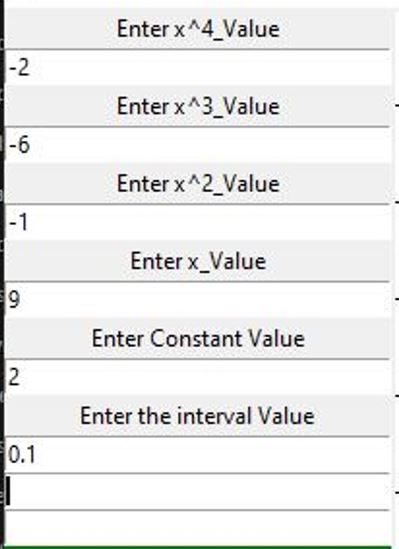 Enter x^4_Value
-2
Enter x^3_Value
-6
Enter x^2_Value
-1
Enter x_Value
9
Enter Constant Value
2
Enter the interval Value
0.1